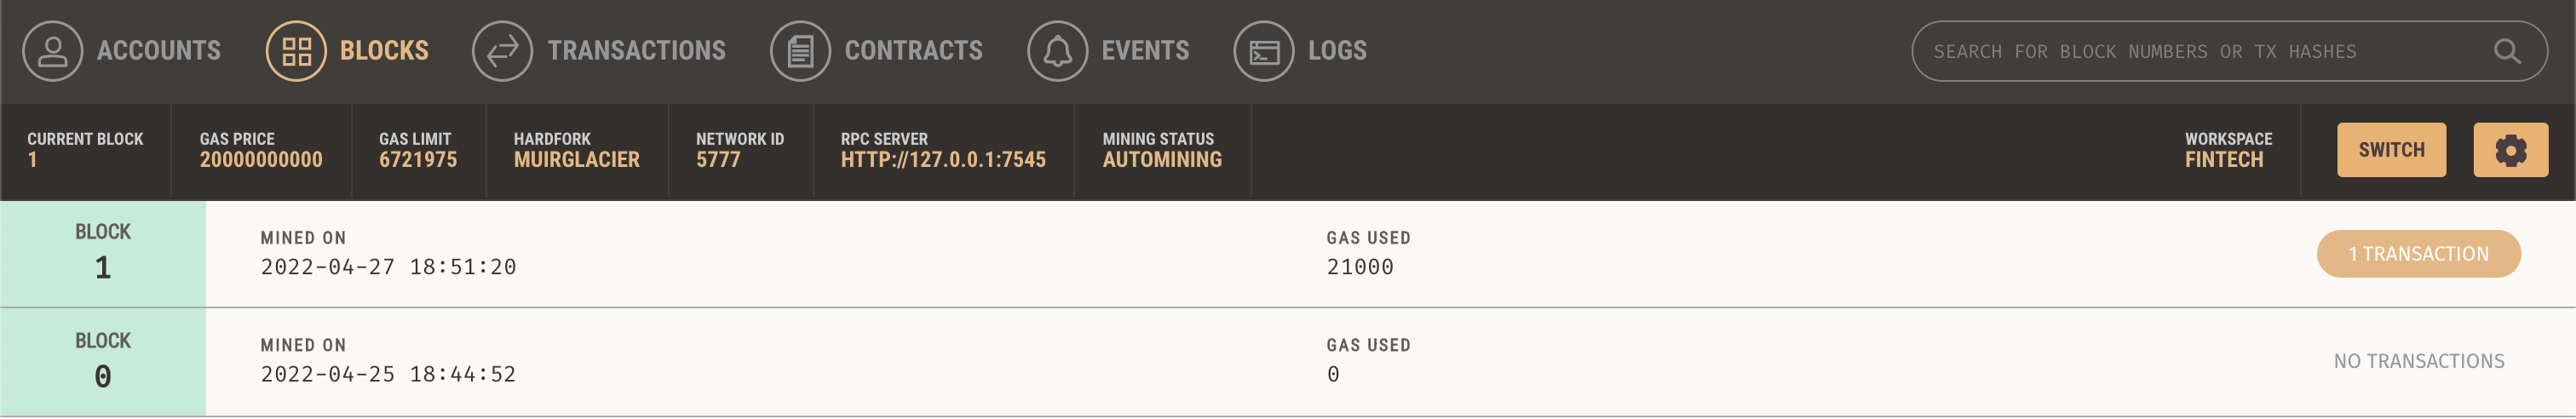 ACCOUNTS BLOCKS TRANSACTIONS CONTRACTS EVENTS LOGS SEARCH FOR BLOCK NUMBERS OR TX HASHES
CURRENT BLOCK GAS PRICE GAS LIMIT HARDFORK NETWORK ID RPC SERVER MINING STATUS WORKSPACE
1 20000000000 6721975 MUIRGLACIER 5777 HTTP://127.0.0.1:7545 AUTOMINING FINTECH SWITCH
BLOCK
1
MINED ON GAS USED
2022-04-27 18:51:20 21000
1 TRANSACTION
BLOCK
0
MINED ON GAS USED
2022-04-25 18:44:52 0
NO TRANSACTIONS